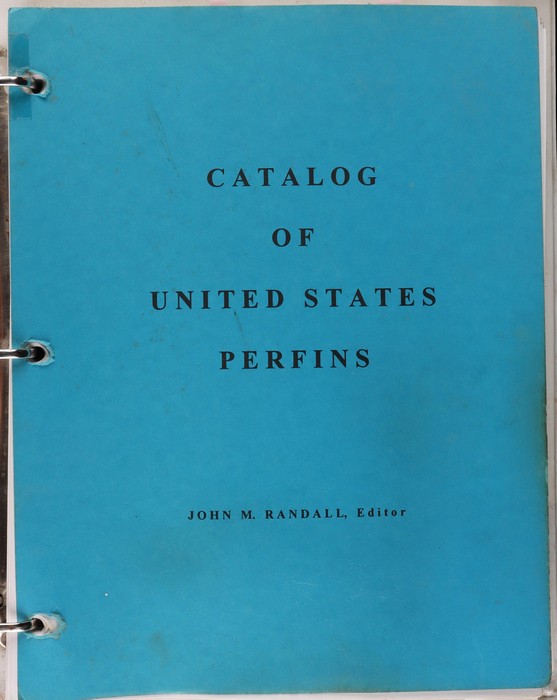 CATALOG
OF
UNITED STATES
PERFINS
JOHN M. RANDALL, Editor